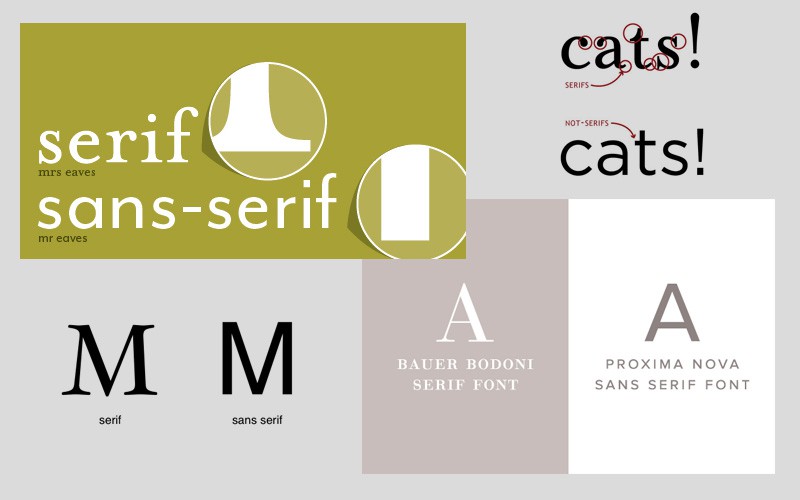 serif
mrs eaves
sans-serif
mr eaves
cats!
SERIFS
NOT-SERIFS
cats!
M
serif
M
sans serif
A
BAUER BODONI
SERIF FONT
A
PROXIMA NOVA
SANS SERIF FONT